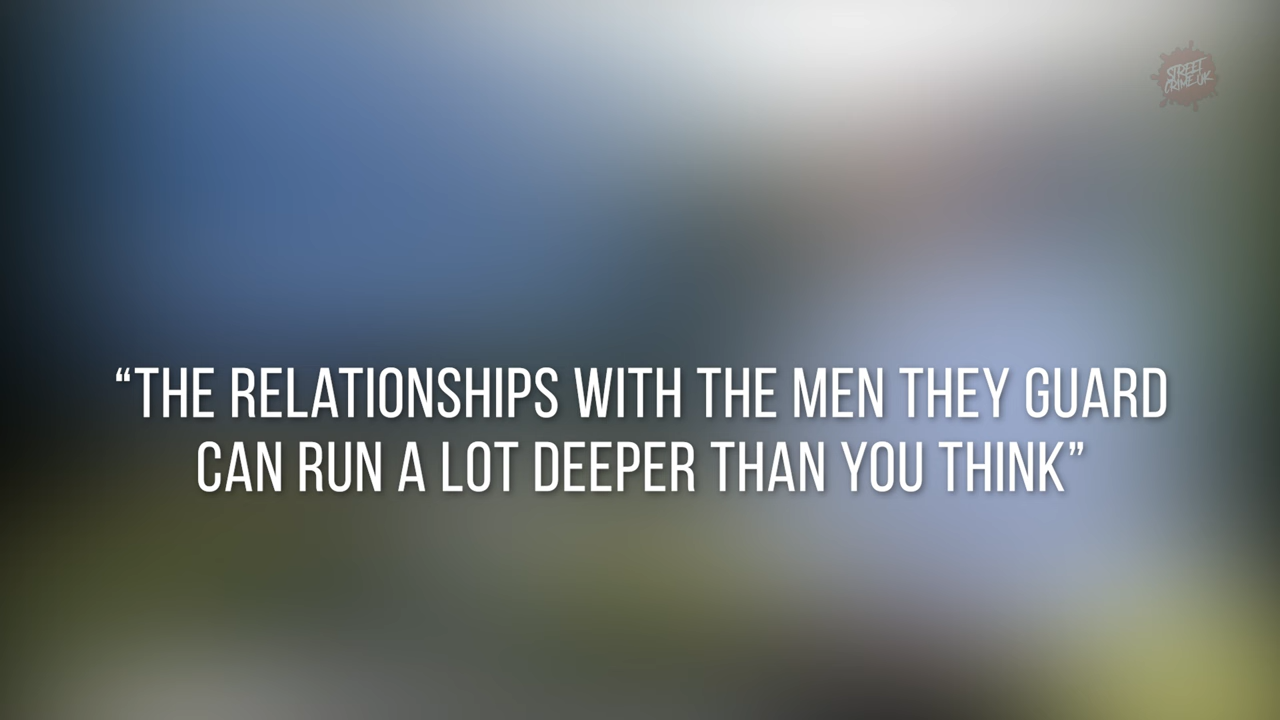 STREET
CRIME UK
“THE RELATIONSHIPS WITH THE MEN THEY GUARD
CAN RUN A LOT DEEPER THAN YOU THINK”